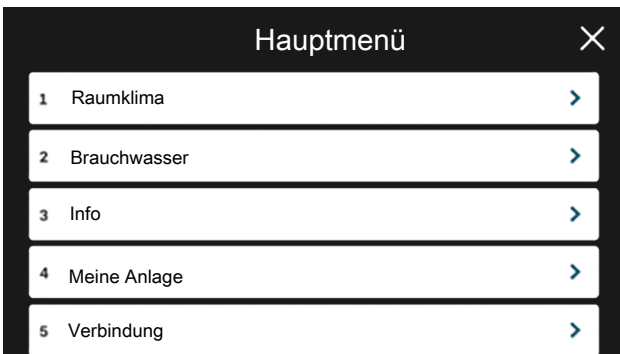 Hauptmenü
1 Raumklima
2 Brauchwasser
3 Info
4 Meine Anlage
5 Verbindung